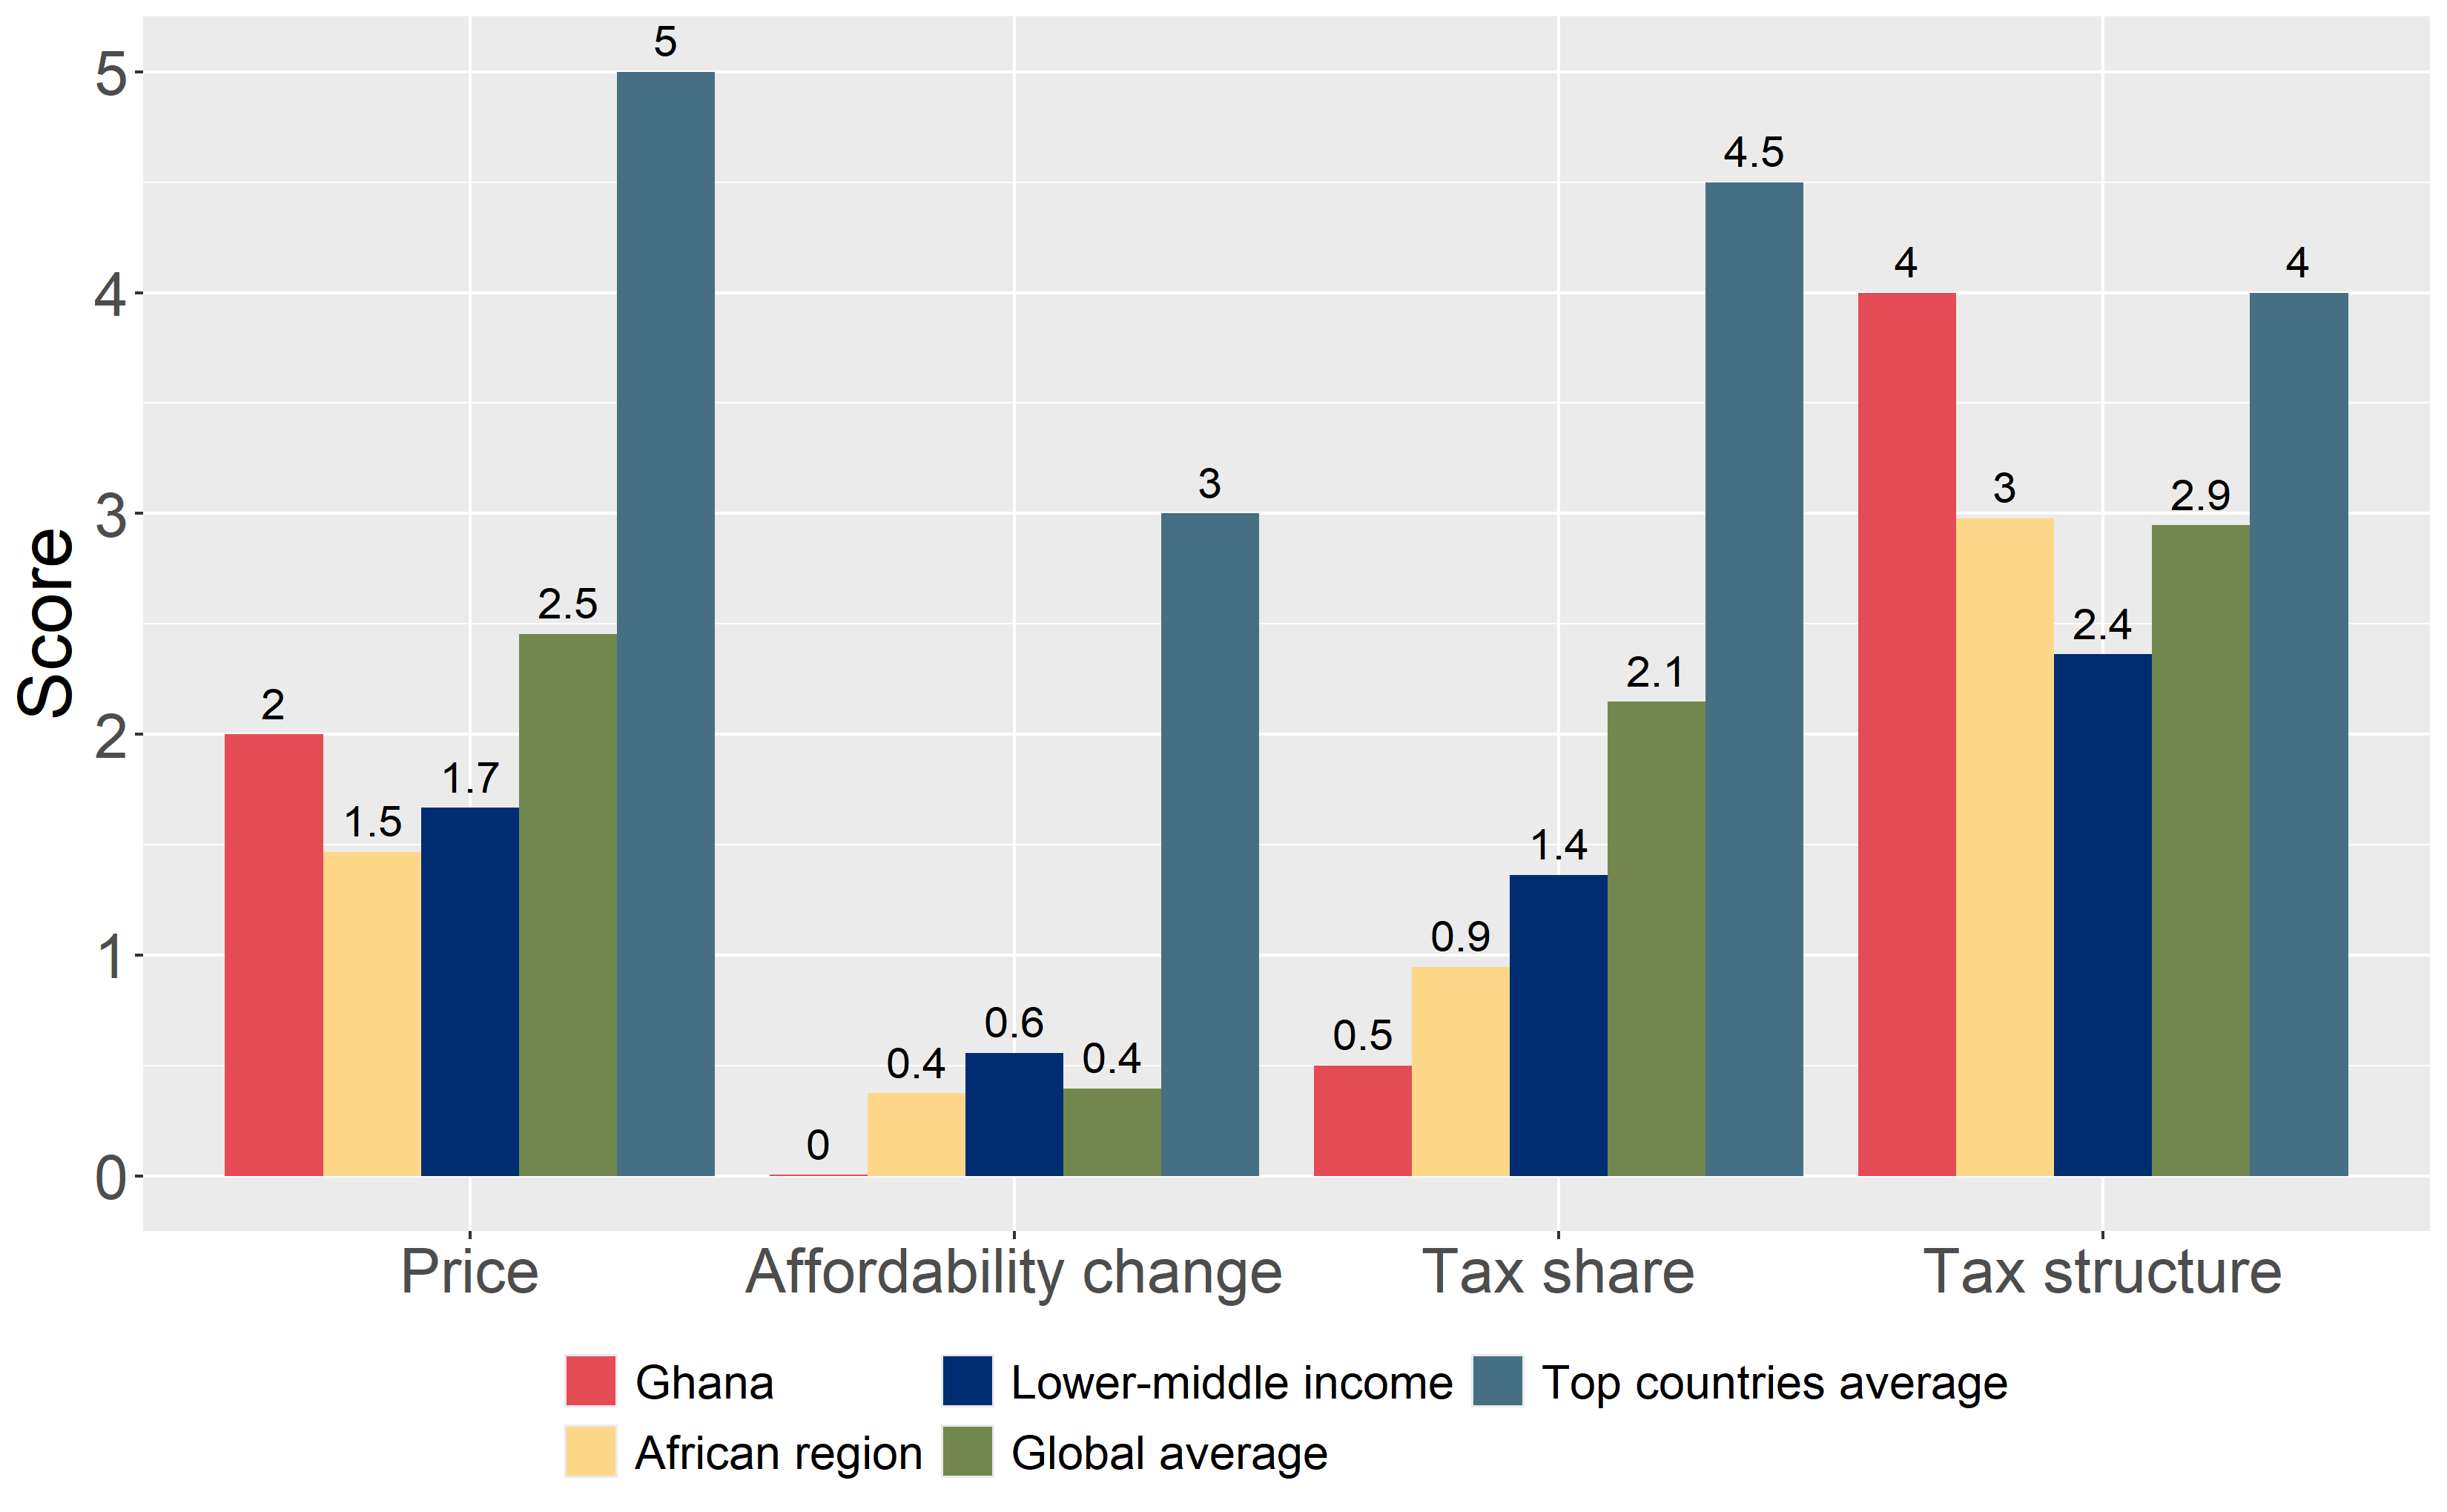 Score
5
4
3
2
1
0
2
1.5
1.7
2.5
5
0
0.4
0.6
0.4
3
0.5
0.9
1.4
2.1
4.5
4
3
2.4
2.9
4
Price
Affordability change
Tax share
Tax structure
Ghana
Lower-middle income
Top countries average
African region
Global average